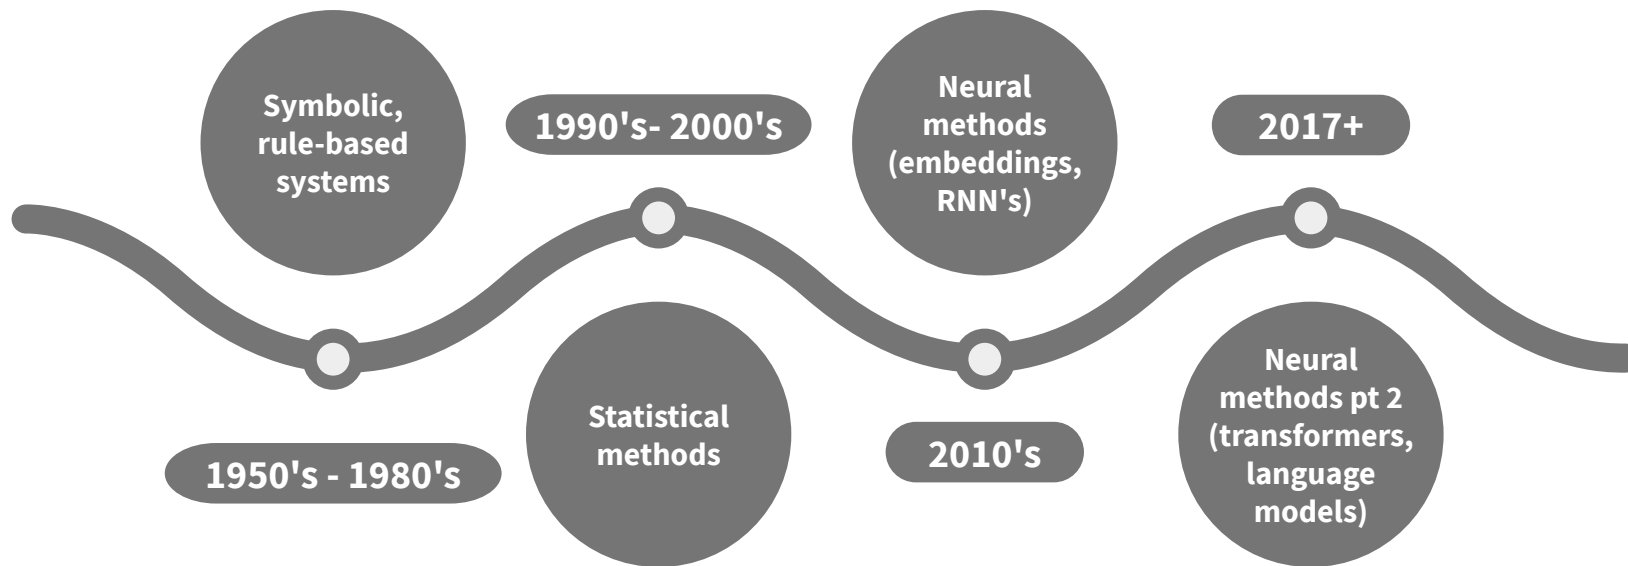 Symbolic,
rule-based
systems
1950's - 1980's
1990's- 2000's
Statistical
methods
Neural
methods
(embeddings,
RNN's)
2010's
2017+
Neural
methods pt 2
(transformers,
language
models)